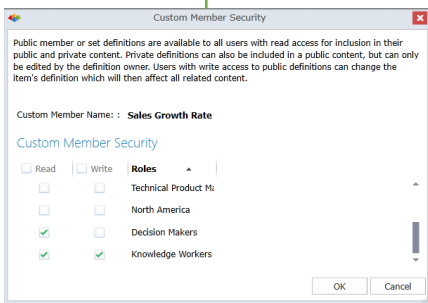 Custom Member Security
Public member or set definitions are available to all users with read access for inclusion in their
public and private content. Private definitions can also be included in a public content, but can only
be edited by the definition owner. Users with write access to public definitions can change the
item's definition which will then affect all related content.
Custom Member Name: : Sales Growth Rate
Custom Member Security
Read Write Roles
Technical Product Ma
North America
Decision Makers
Knowledge Workers
OK Cancel